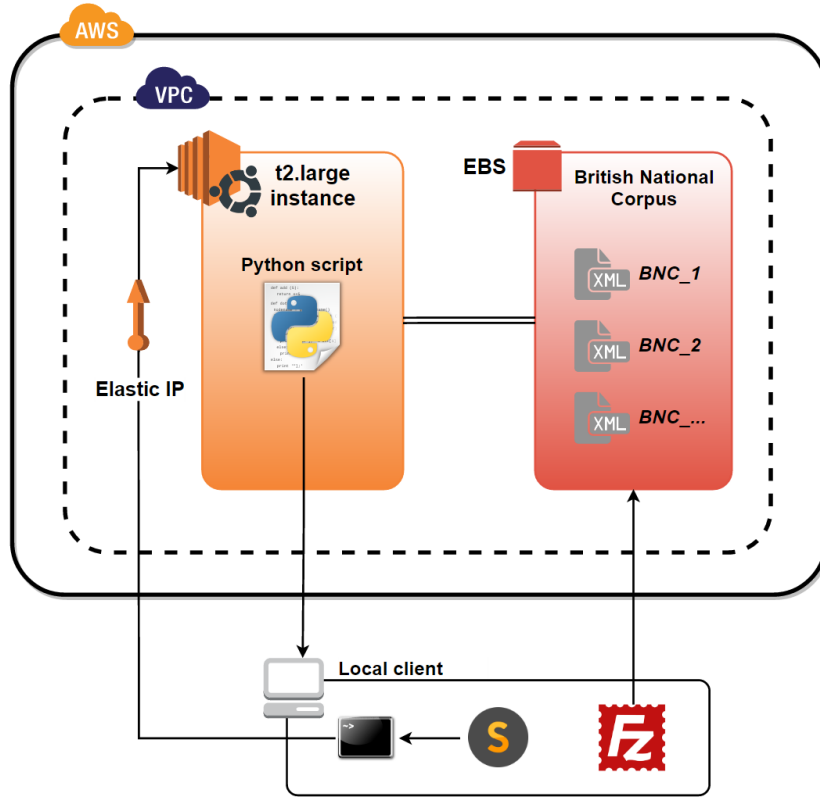 AWS
VPC
t2.large
instance
Python script
Elastic IP
EBS
British National
Corpus
XML
BNC_1
XML
BNC_2
XML
BNC_...
Local client
>_
S
FZ